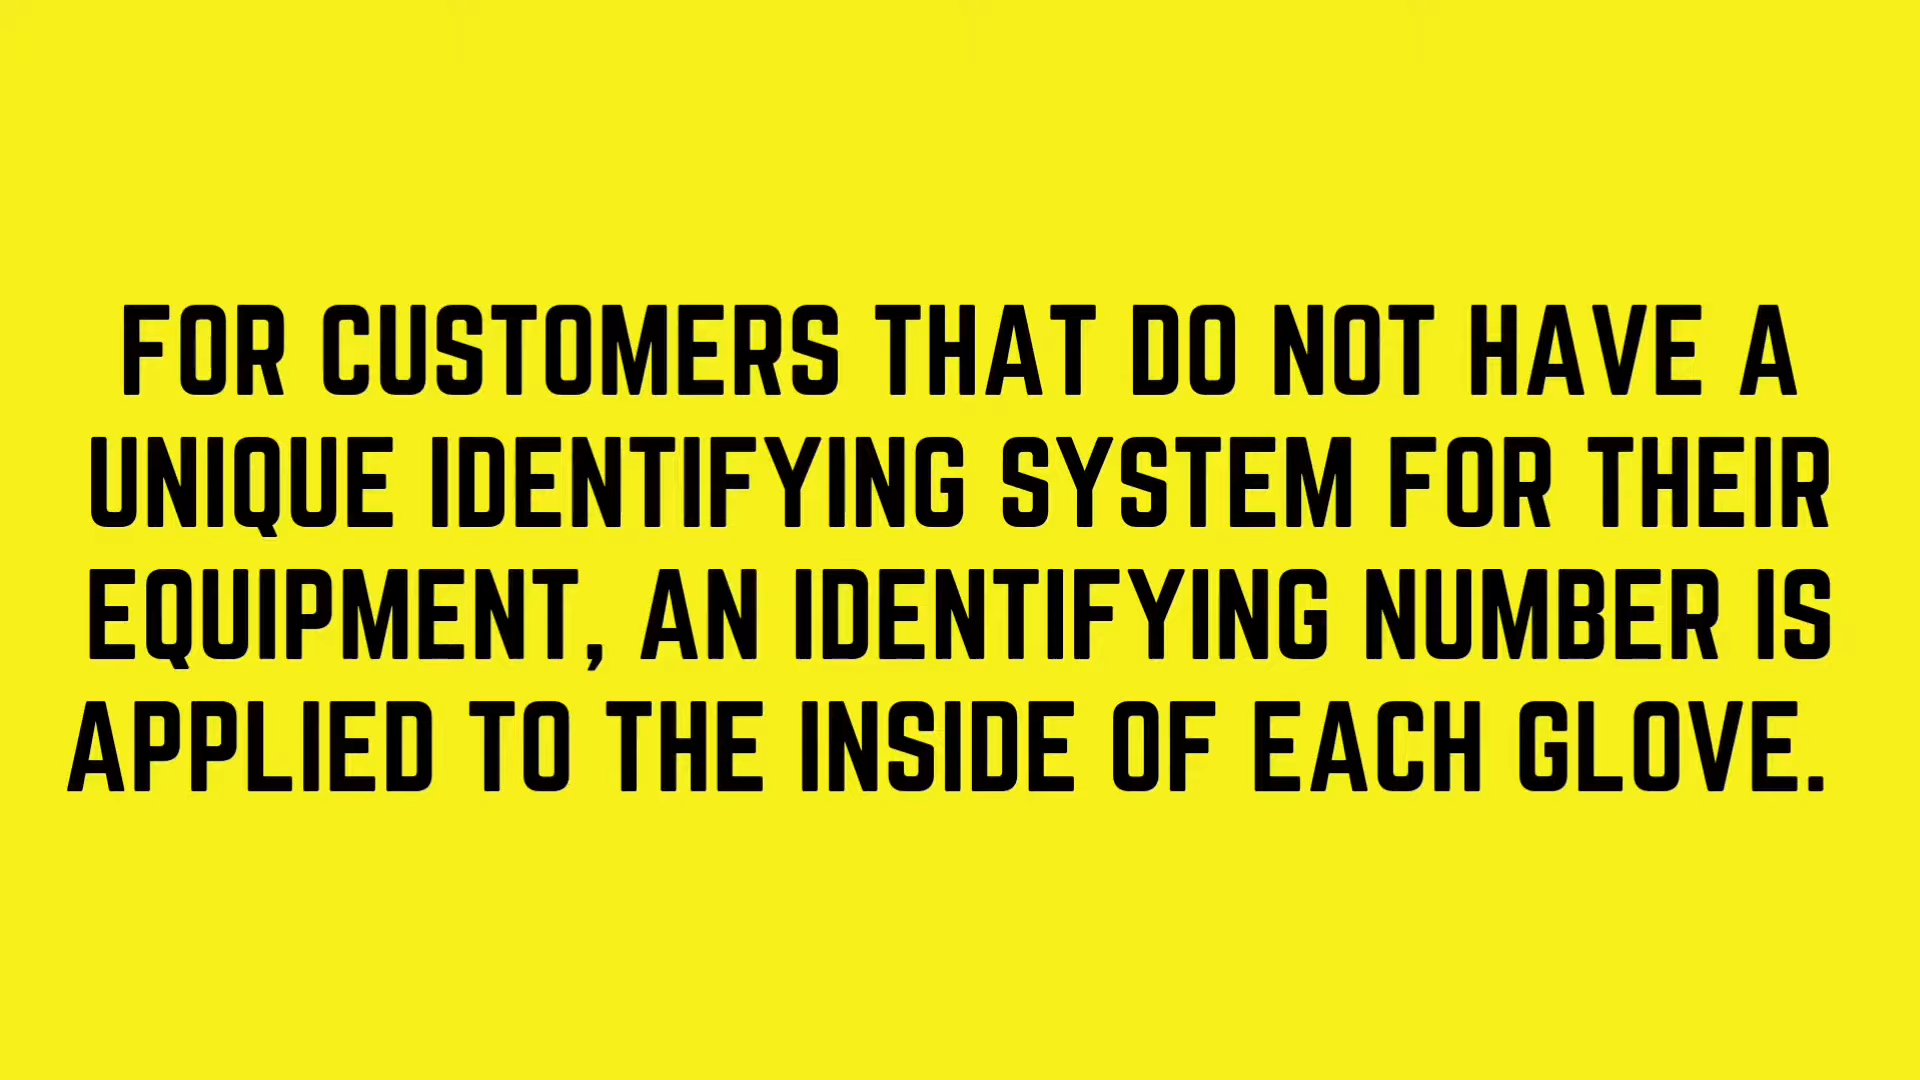 FOR CUSTOMERS THAT DO NOT HAVE A
UNIQUE IDENTIFYING SYSTEM FOR THEIR
EQUIPMENT, AN IDENTIFYING NUMBER IS
APPLIED TO THE INSIDE OF EACH GLOVE.